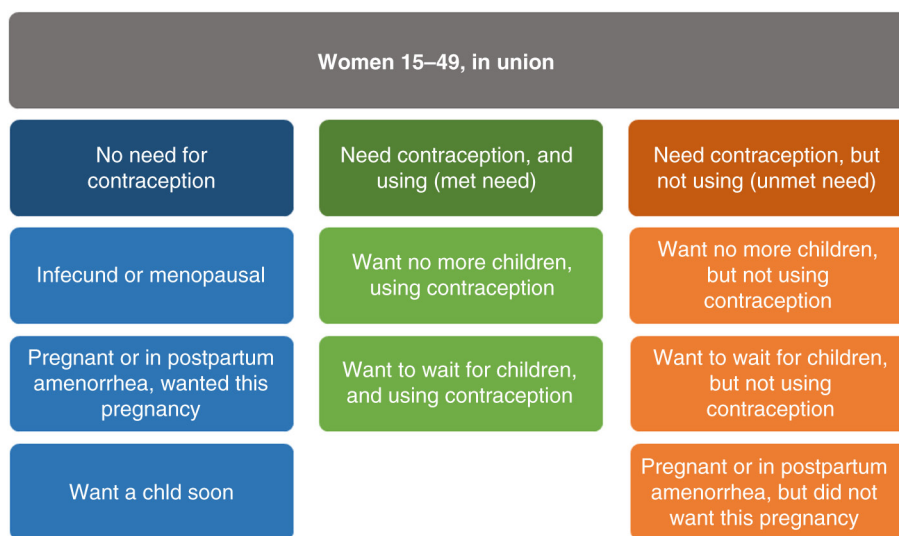 Women 15–49, in union
No need for
contraception
Need contraception, and
using (met need)
Need contraception, but
not using (unmet need)
Infecund or menopausal
Want no more children,
using contraception
Want no more children,
but not using
contraception
Pregnant or in postpartum
amenorrhea, wanted this
pregnancy
Want to wait for children,
and using contraception
Want to wait for children,
but not using
contraception
Want a chld soon
Pregnant or in postpartum
amenorrhea, but did not
want this pregnancy